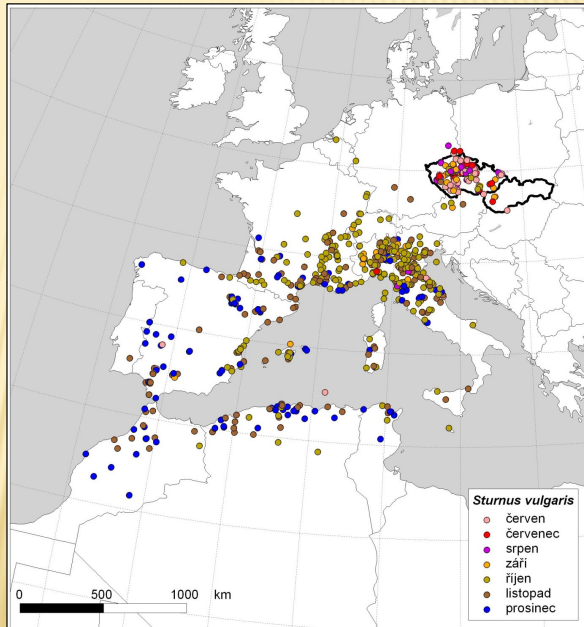 Sturnus vulgaris
červen
červenec
srpen
září
říjen
listopad
prosinec
0 500 1000 km